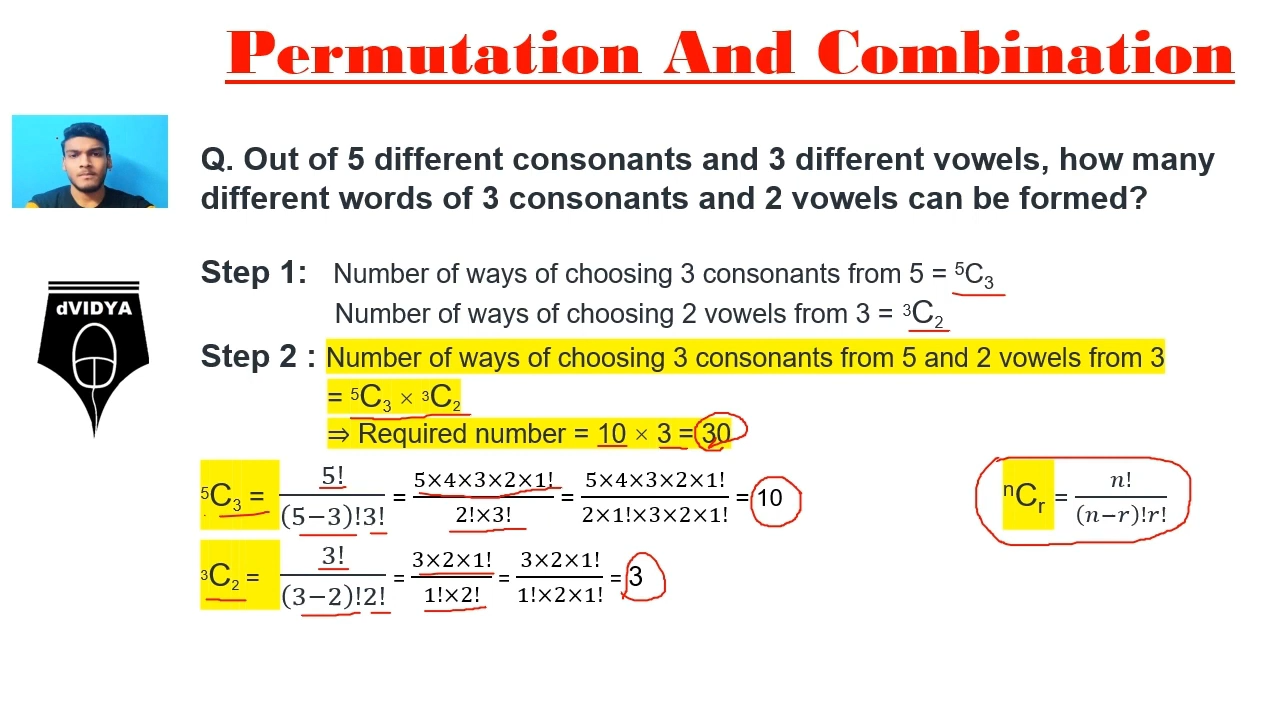 Permutation And Combination
Q. Out of 5 different consonants and 3 different vowels, how many
different words of 3 consonants and 2 vowels can be formed?
dVIDYA
Step 1: Number of ways of choosing 3 consonants from 5 = ⁵C₃
Number of ways of choosing 2 vowels from 3 = ³C₂
Step 2 : Number of ways of choosing 3 consonants from 5 and 2 vowels from 3
= ⁵C₃ × ³C₂
⇒ Required number = 10 × 3 = 30
⁵C₃ = 5!/(5−3)!3! = 5×4×3×2×1!/2!×3! = 5×4×3×2×1!/2×1!×3×2×1! = 10
ⁿCᵣ = n!/(n−r)!r!
³C₂ = 3!/(3−2)!2! = 3×2×1!/1!×2! = 3×2×1!/1!×2×1! = 3